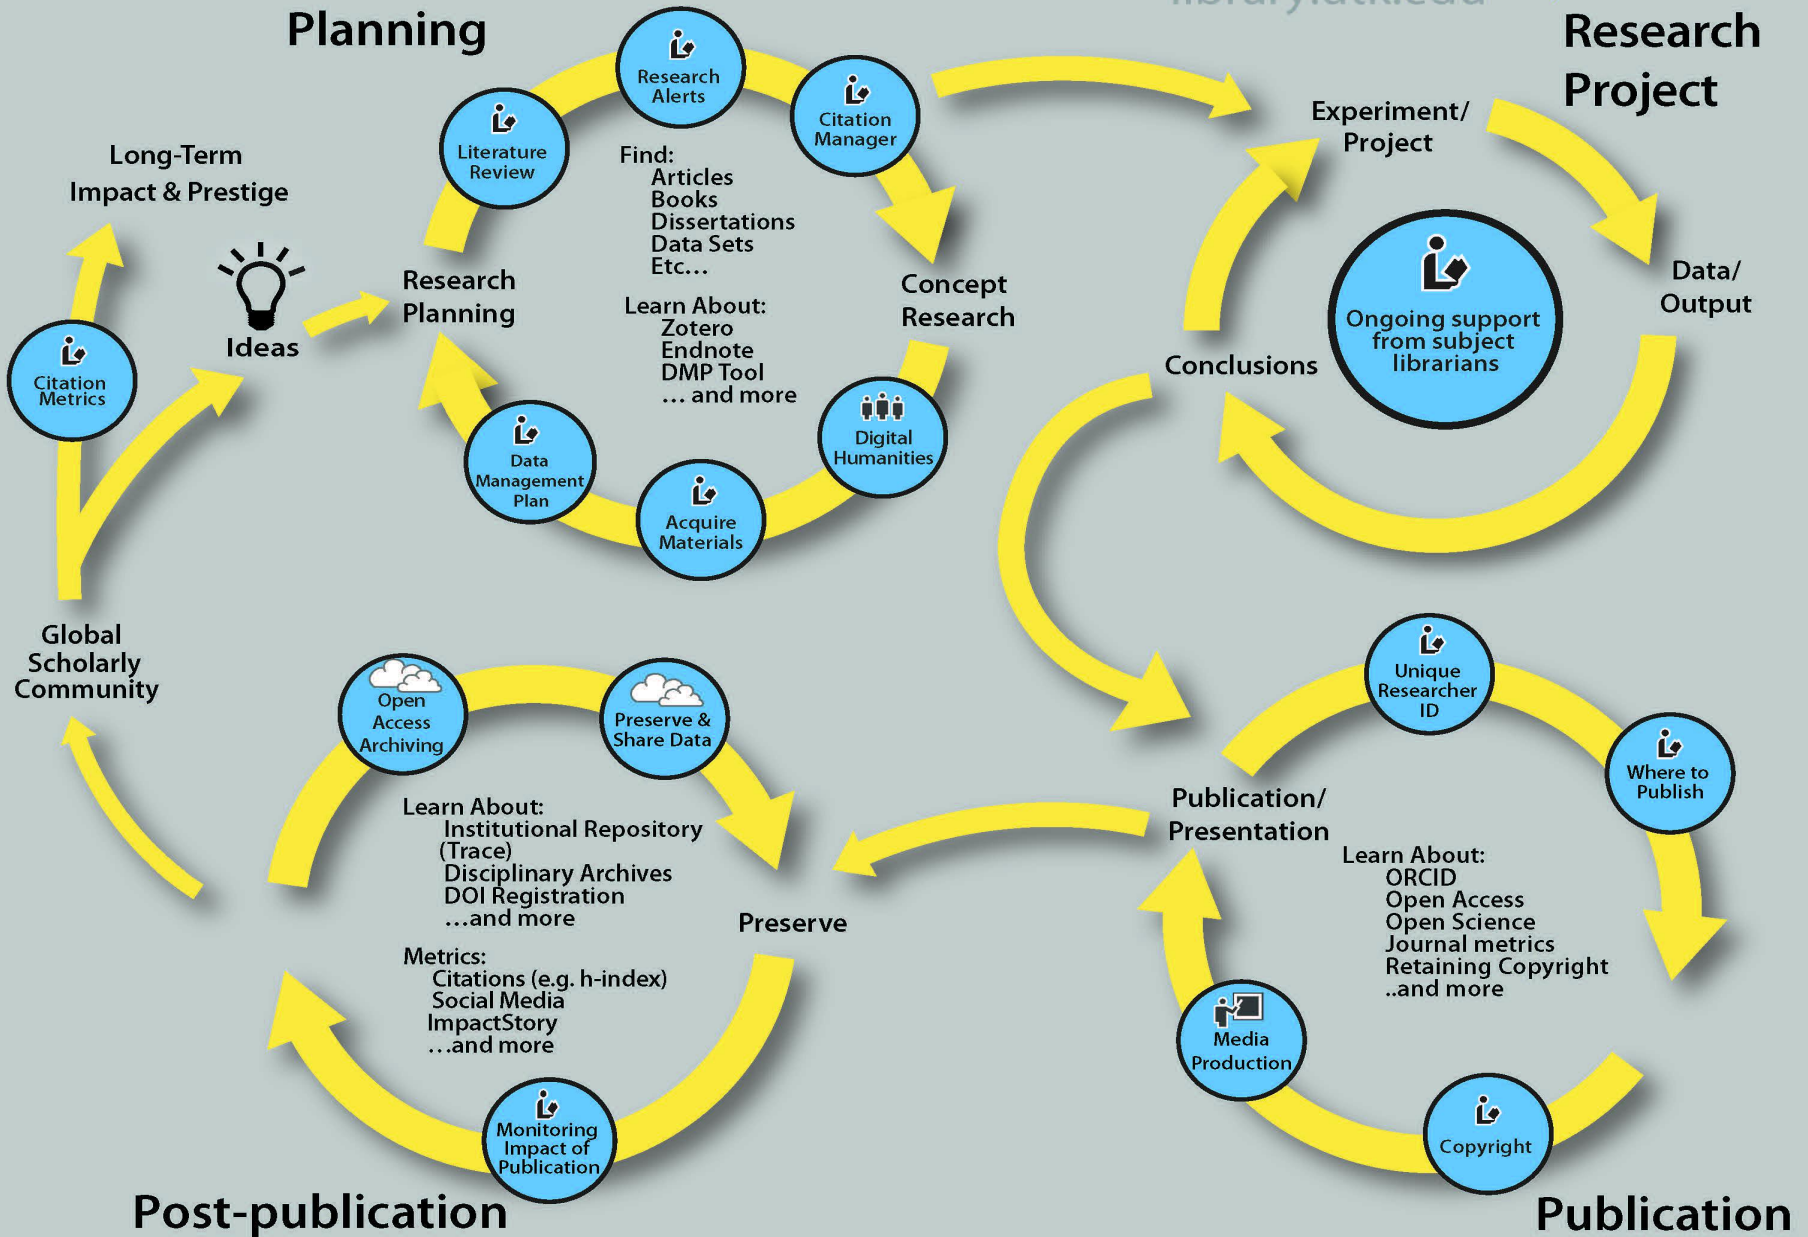 library.utk.edu
Planning
Research
Project
Research
Alerts
Citation
Manager
Literature
Review
Find:
Articles
Books
Dissertations
Data Sets
Etc...
Learn About:
Zotero
Endnote
DMP Tool
... and more
Research
Planning
Concept
Research
Digital
Humanities
Acquire
Materials
Data
Management
Plan
Long-Term
Impact & Prestige
Ideas
Citation
Metrics
Global
Scholarly
Community
Experiment/
Project
Data/
Output
Ongoing support
from subject
librarians
Conclusions
Unique
Researcher
ID
Where to
Publish
Publication/
Presentation
Learn About:
ORCID
Open Access
Open Science
Journal metrics
Retaining Copyright
..and more
Media
Production
Copyright
Publication
Open
Access
Archiving
Preserve &
Share Data
Learn About:
Institutional Repository
(Trace)
Disciplinary Archives
DOI Registration
...and more
Preserve
Metrics:
Citations (e.g. h-index)
Social Media
ImpactStory
...and more
Monitoring
Impact of
Publication
Post-publication